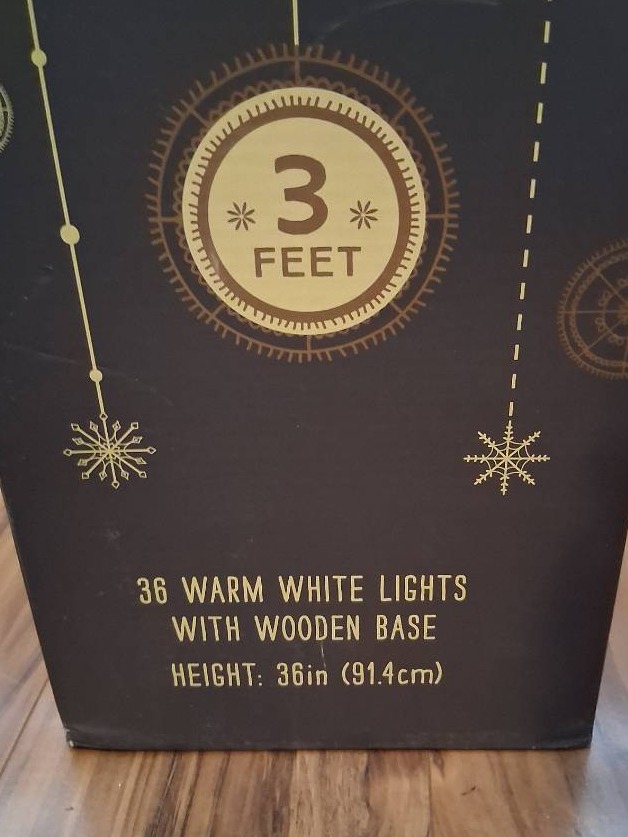 3
FEET
36 WARM WHITE LIGHTS
WITH WOODEN BASE
HEIGHT: 36in (91.4cm)